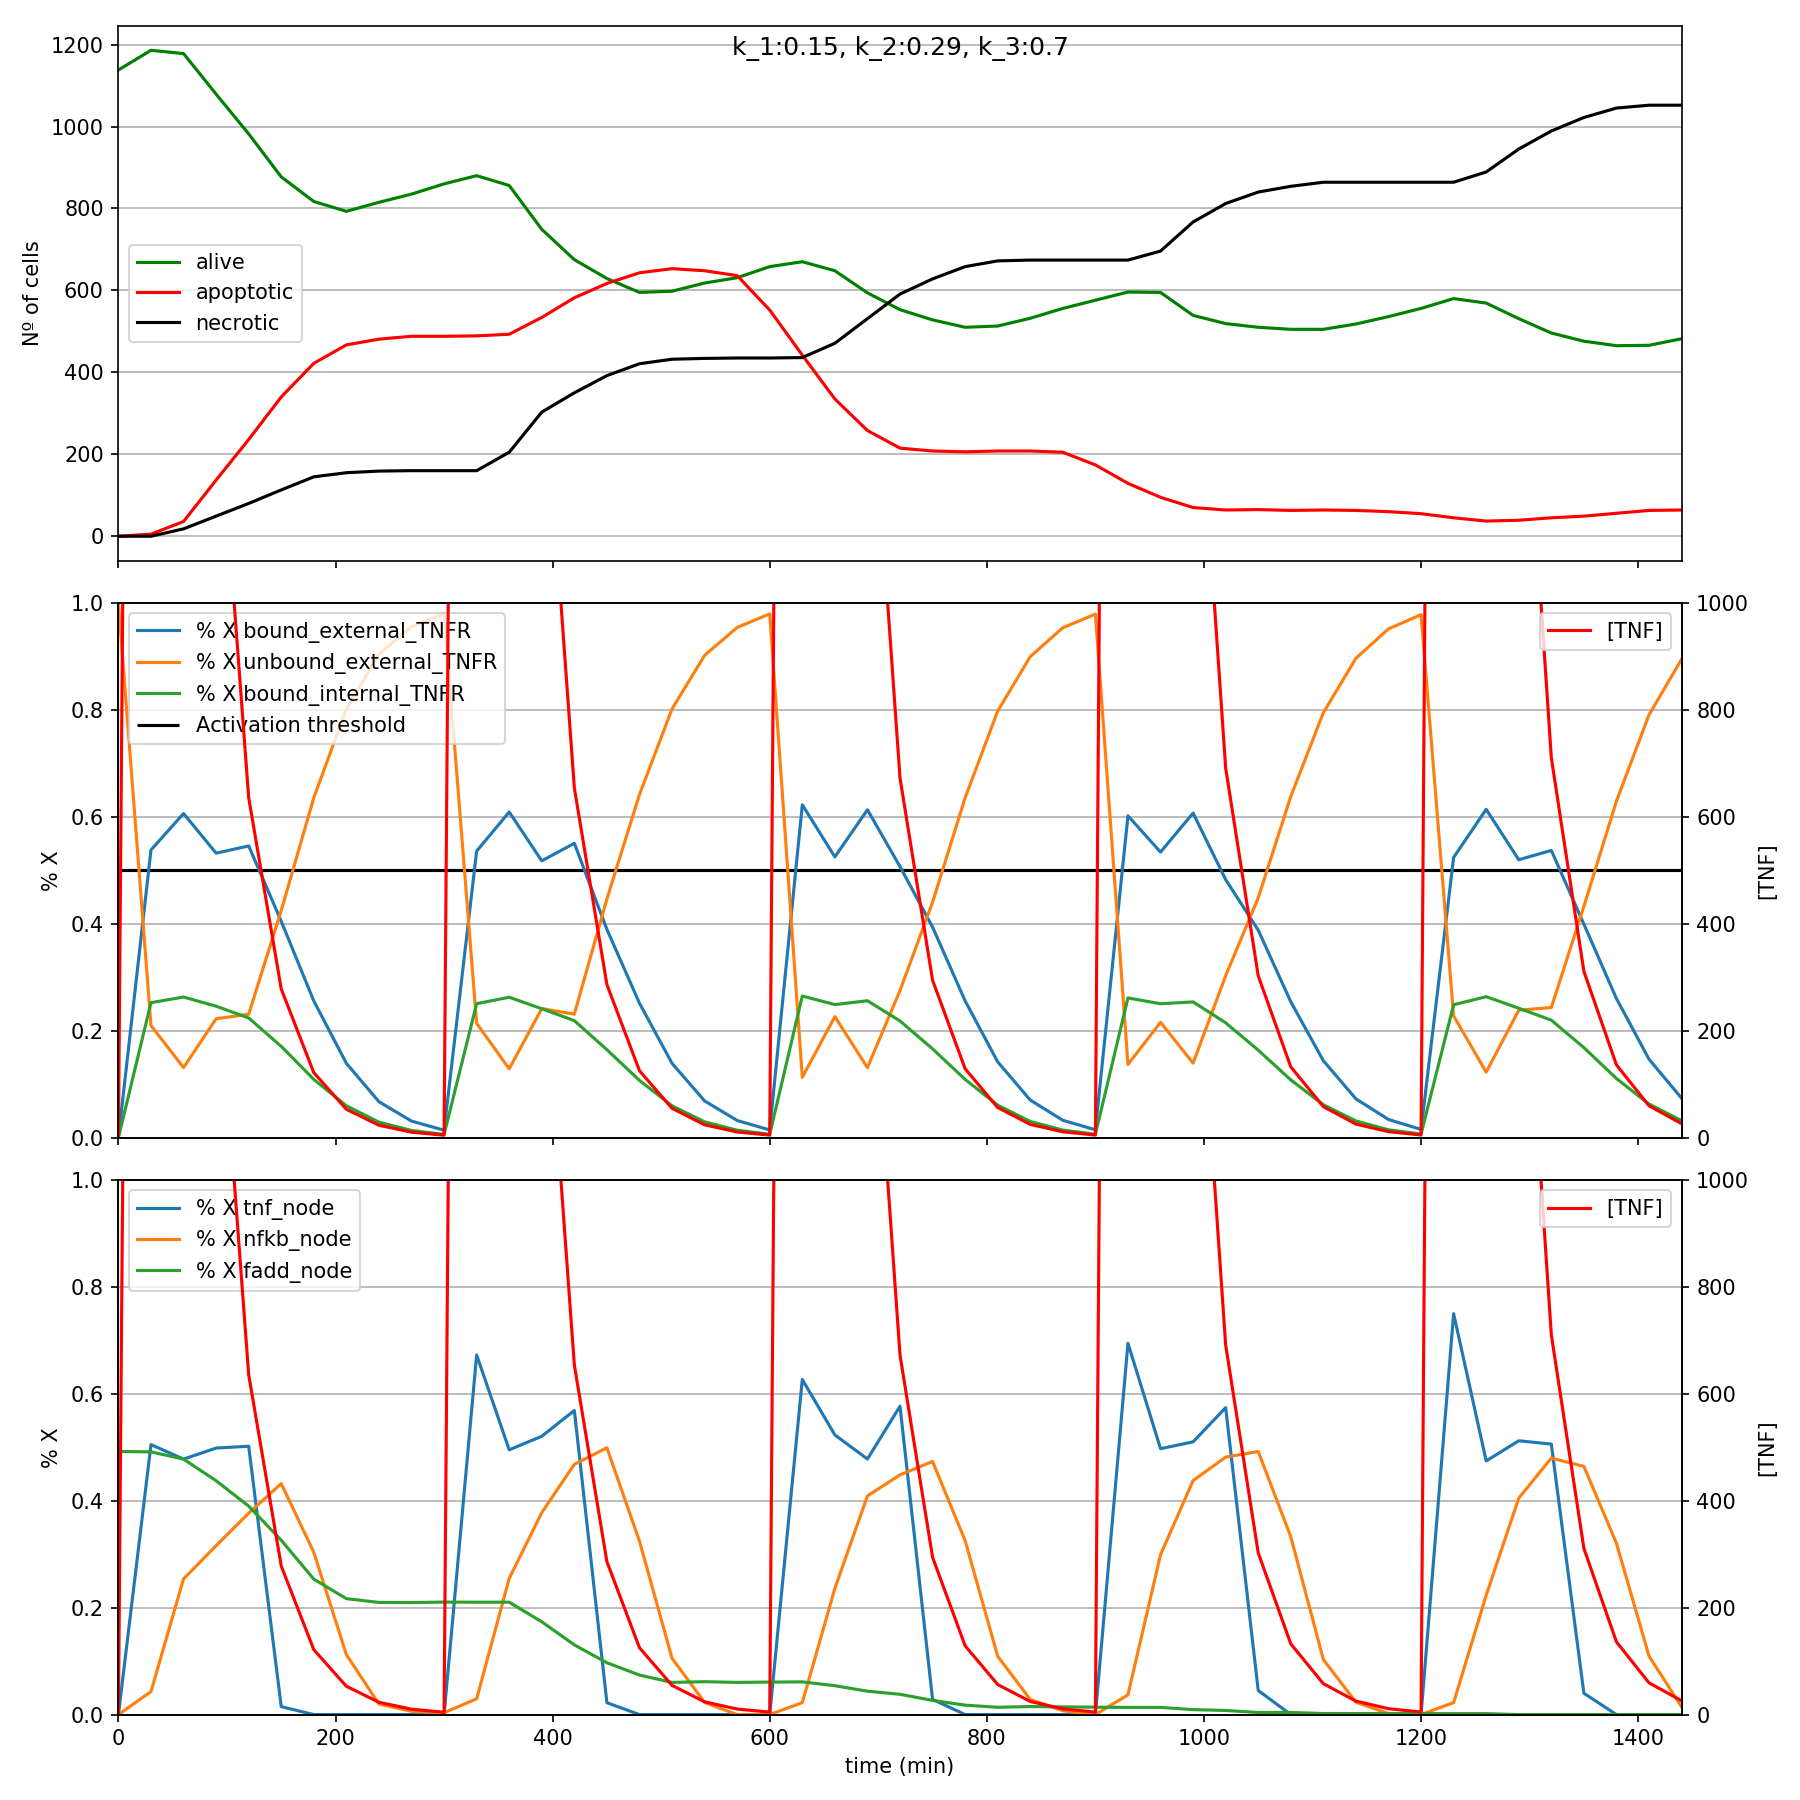 k_1:0.15, k_2:0.29, k_3:0.7
1200
1000
800
600
400
200
0
Nº of cells
alive
apoptotic
necrotic
1.0
0.8
0.6
0.4
0.2
0.0
% X
% X bound_external_TNFR
% X unbound_external_TNFR
% X bound_internal_TNFR
Activation threshold
[TNF]
1000
800
600
400
200
0
[TNF]
1.0
0.8
0.6
0.4
0.2
0.0
% X
% X tnf_node
% X nfkb_node
% X fadd_node
[TNF]
1000
800
600
400
200
0
[TNF]
0 200 400 600 800 1000 1200 1400
time (min)